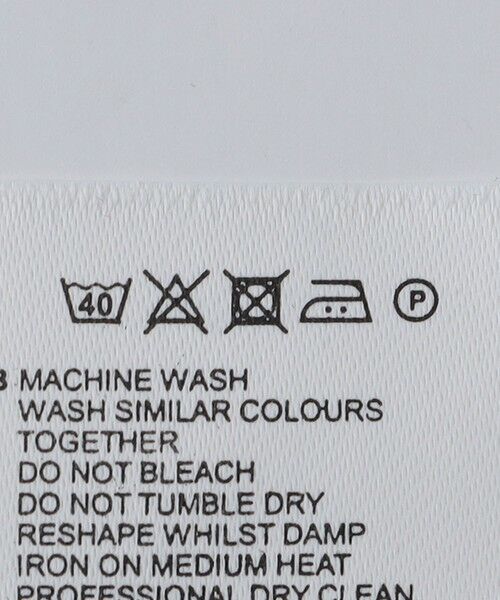 40 P
B MACHINE WASH
WASH SIMILAR COLOURS
TOGETHER
DO NOT BLEACH
DO NOT TUMBLE DRY
RESHAPE WHILST DAMP
IRON ON MEDIUM HEAT
PROFESSIONAL DRY CLEAN